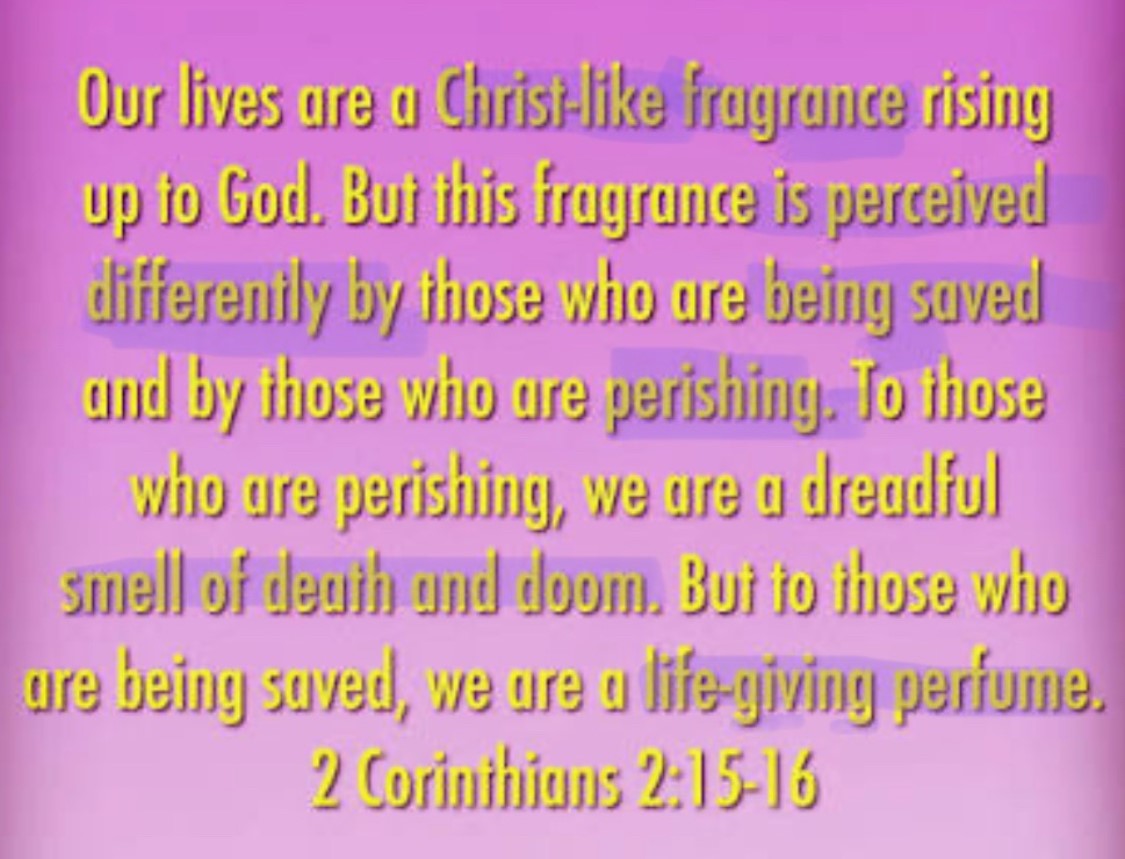 Our lives are a Christ-like fragrance rising
up to God. But this fragrance is perceived
differently by those who are being saved
and by those who are perishing. To those
who are perishing, we are a dreadful
smell of death and doom. But to those who
are being saved, we are a life-giving perfume.
2 Corinthians 2:15-16